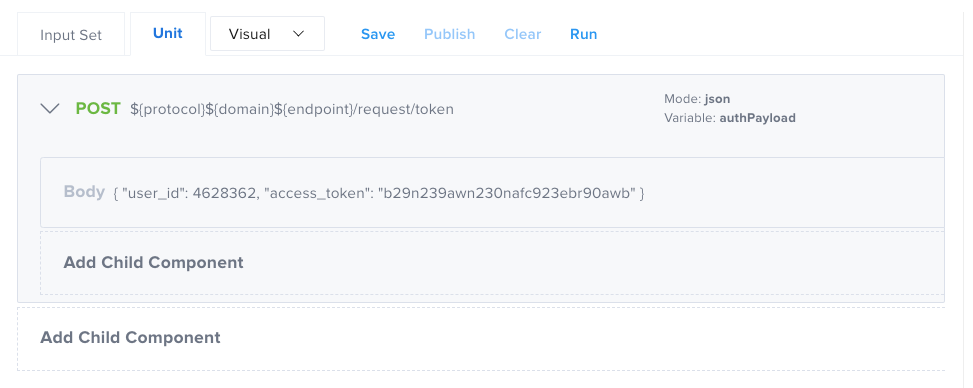 Input Set Unit Visual Save Publish Clear Run
POST ${protocol}${domain}${endpoint}/request/token
Mode: json
Variable: authPayload
Body { "user_id": 4628362, "access_token": "b29n239awn230nafc923ebr90awb" }
Add Child Component
Add Child Component